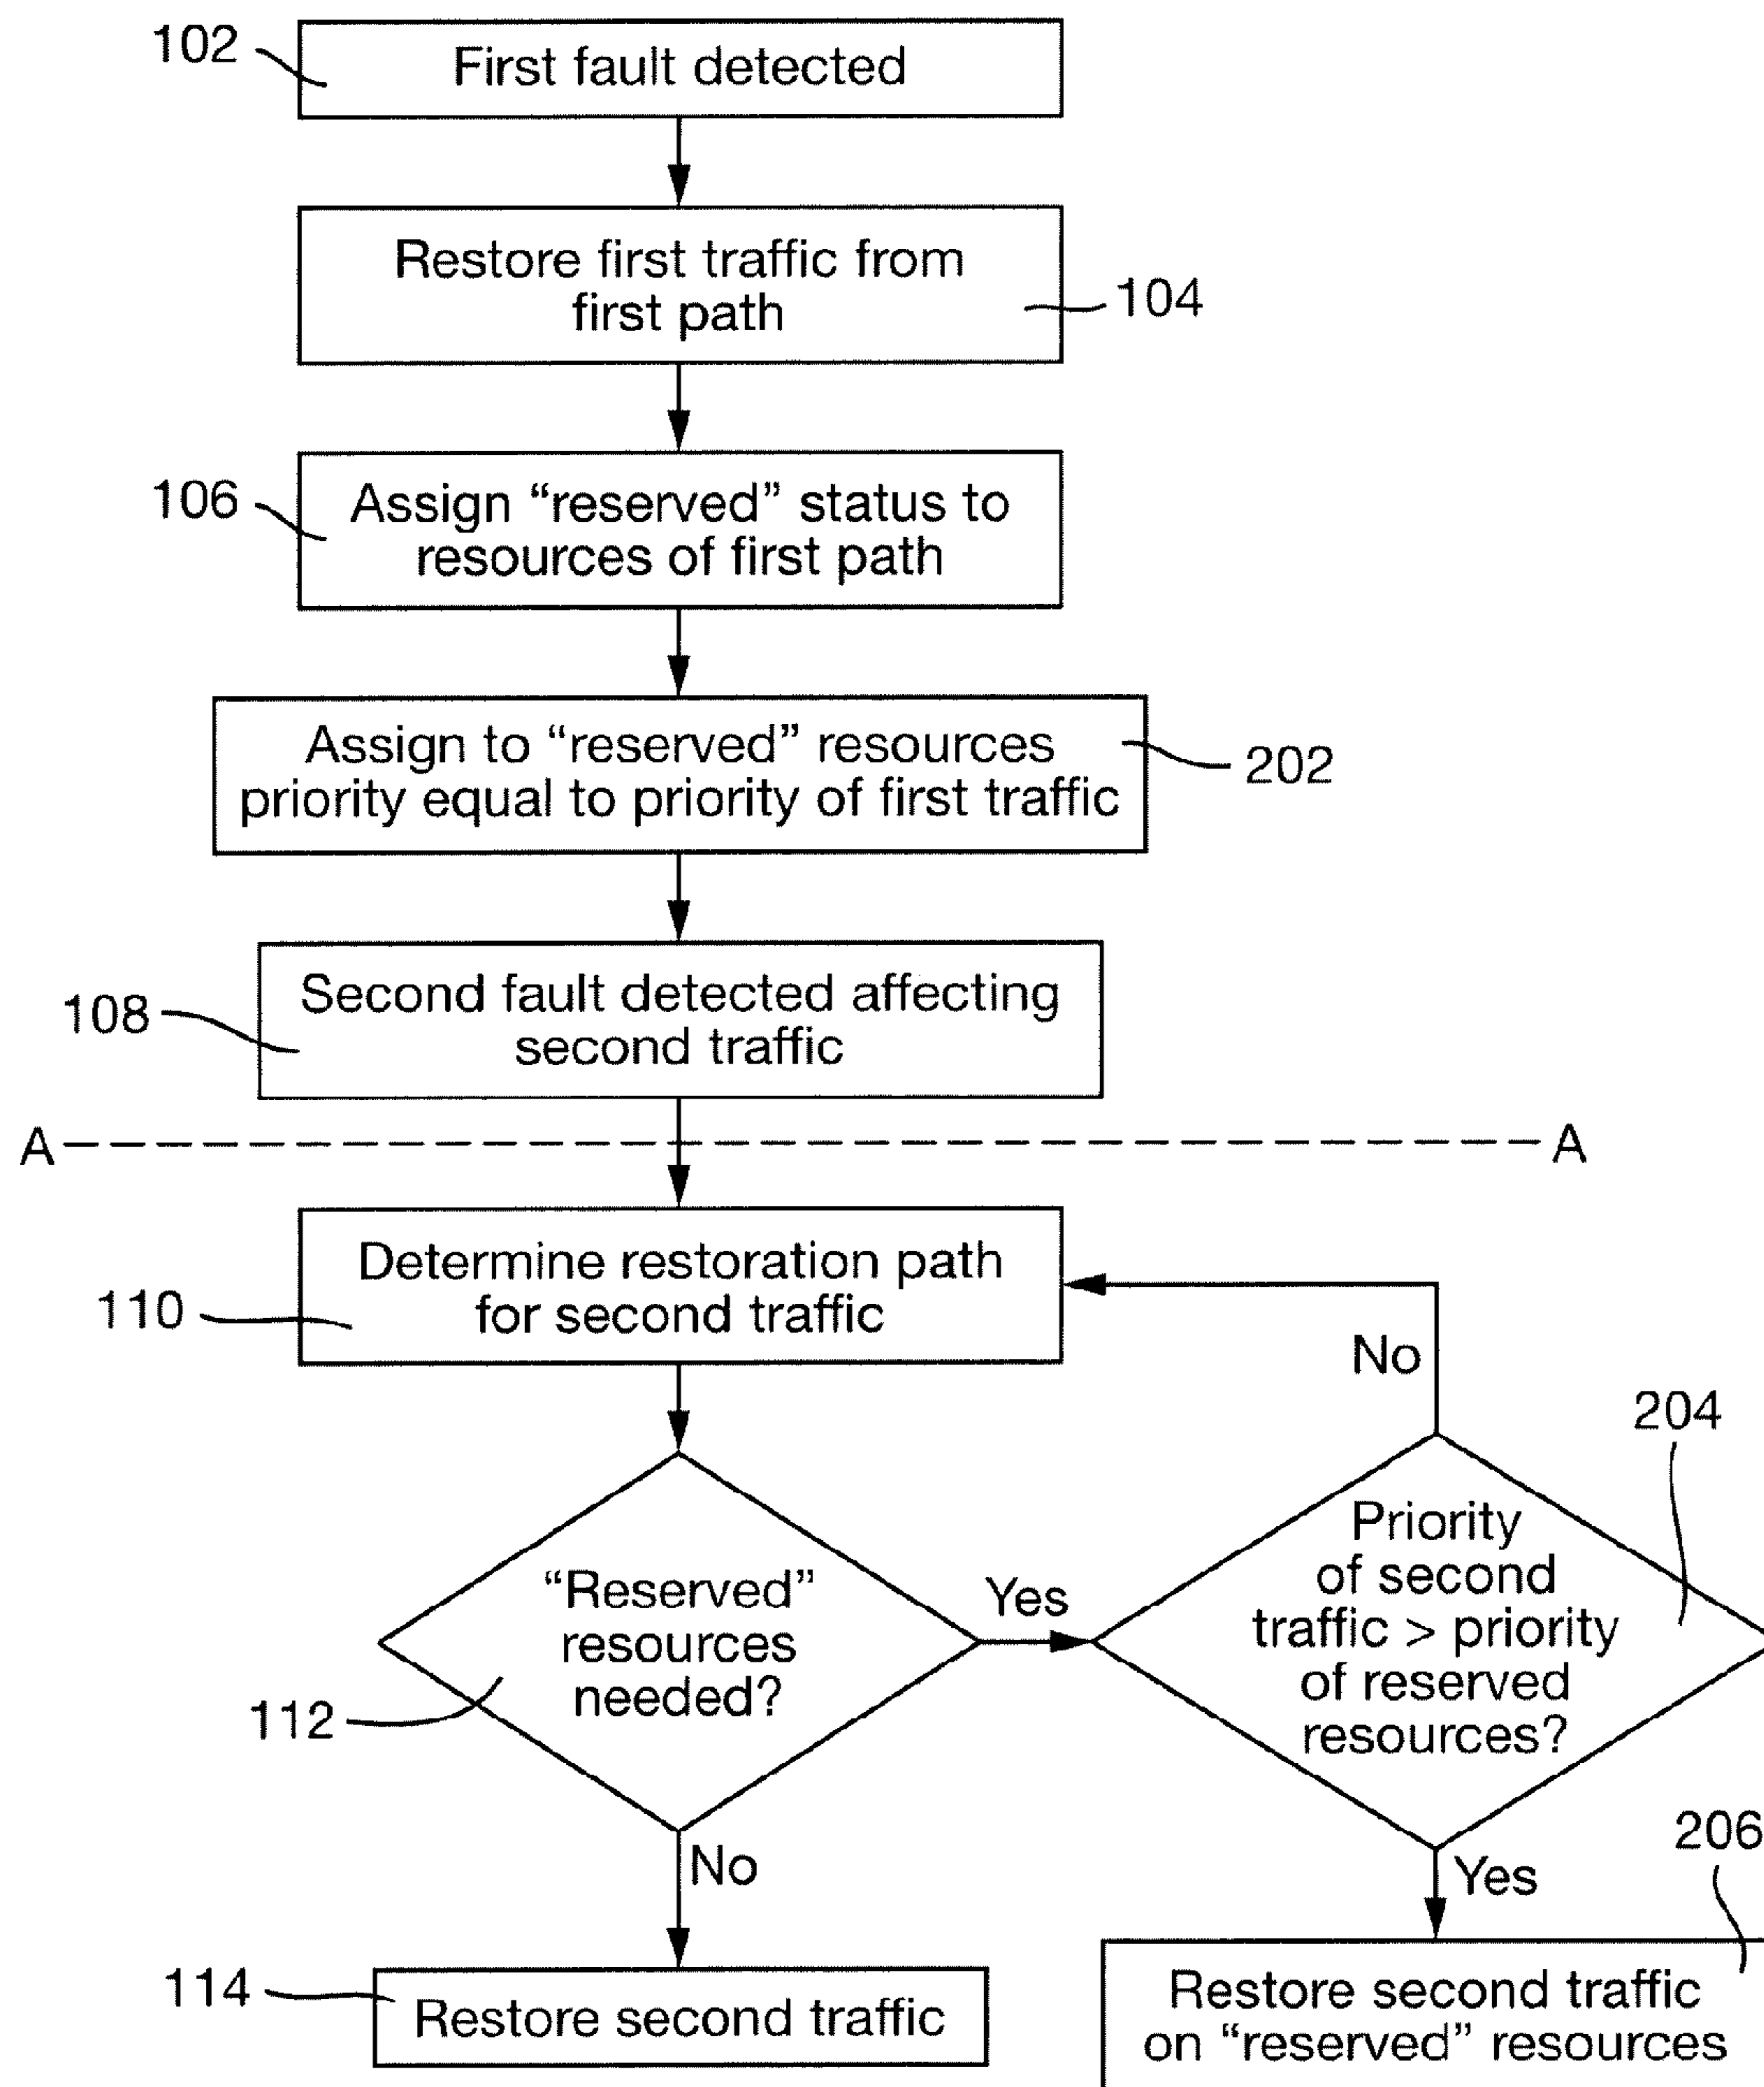 102
First fault detected
Restore first traffic from
first path
104
106
Assign “reserved” status to
resources of first path
Assign to “reserved” resources
priority equal to priority of first traffic
202
108
Second fault detected affecting
second traffic
A
A
110
Determine restoration path
for second traffic
No
204
112
“Reserved”
resources
needed?
Yes
Priority
of second
traffic > priority
of reserved
resources?
No
Yes
206
114
Restore second traffic
Restore second traffic
on “reserved” resources